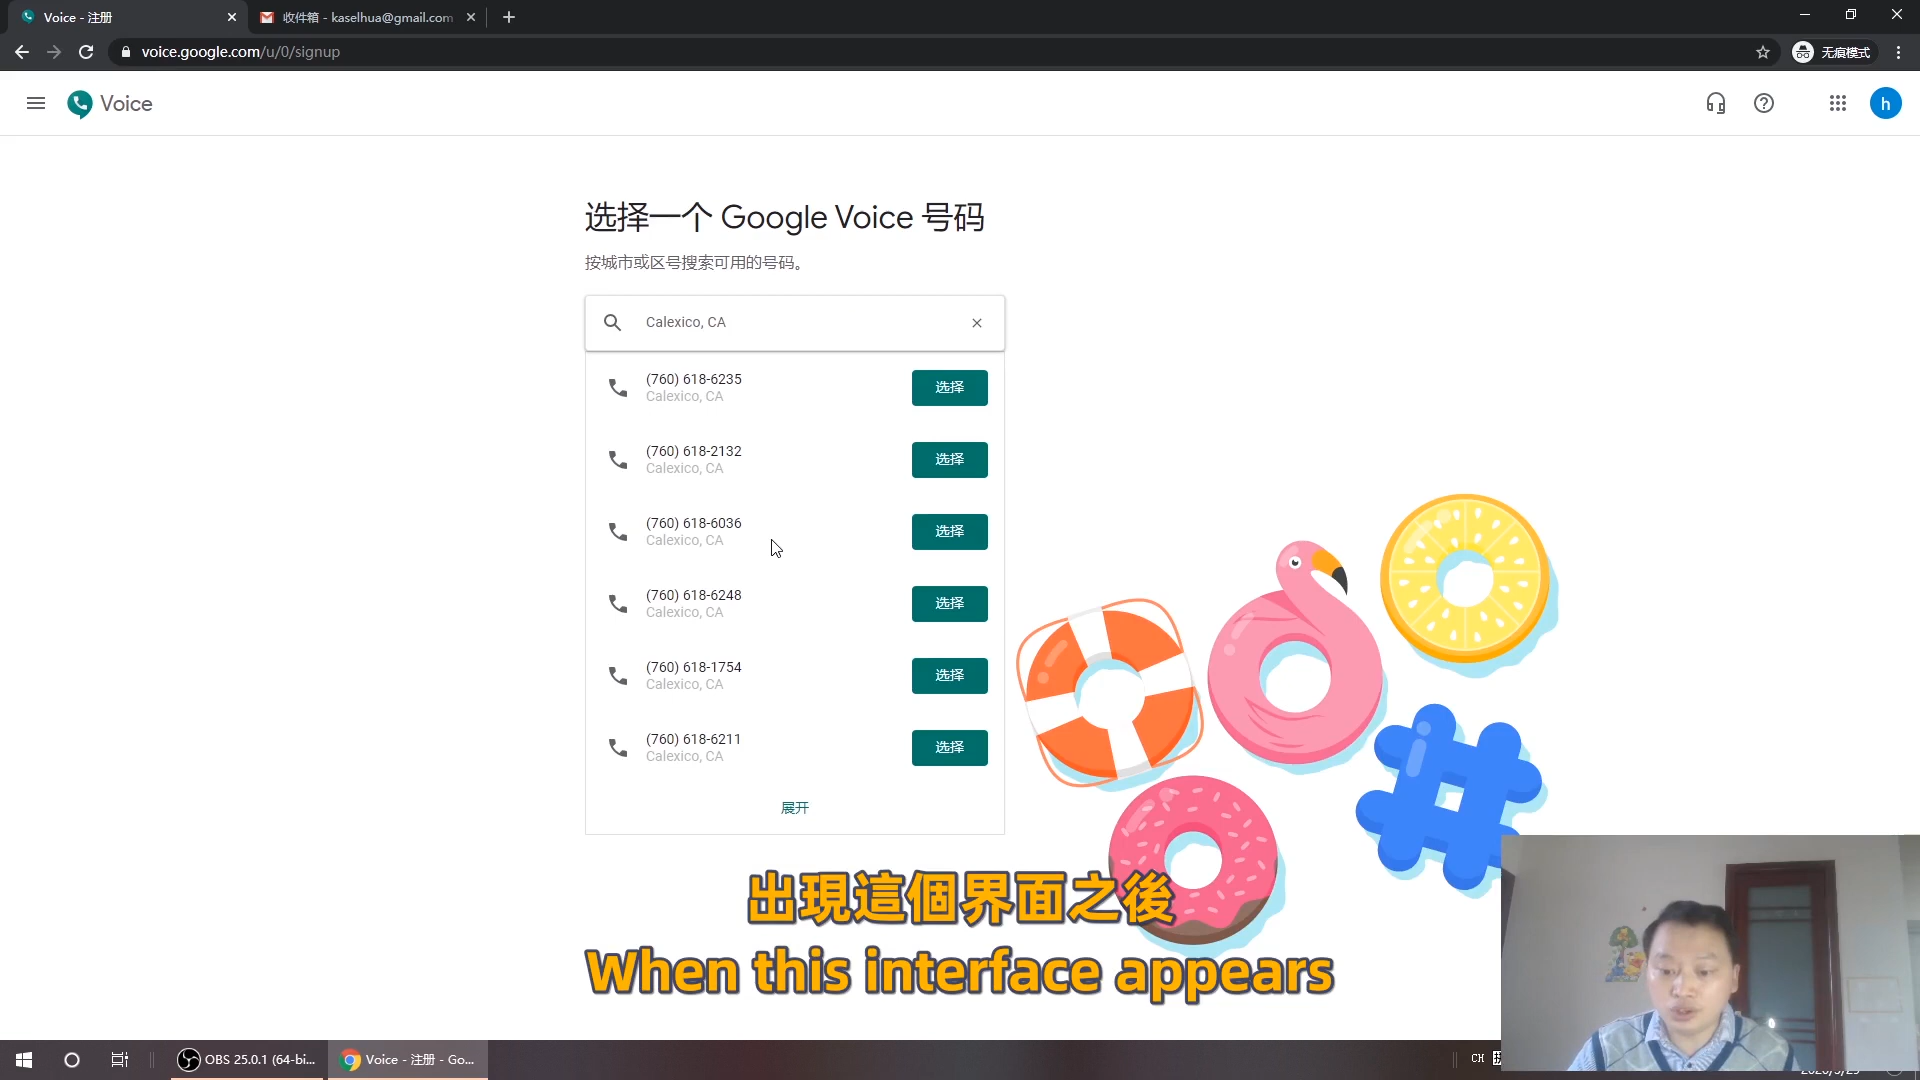 Voice - 注册
收件箱 - kaselhua@gmail.com
voice.google.com/u/0/signup
无痕模式
Voice
h
选择一个 Google Voice 号码
按城市或区号搜索可用的号码。
Calexico, CA
(760) 618-6235
Calexico, CA
选择
(760) 618-2132
Calexico, CA
选择
(760) 618-6036
Calexico, CA
选择
(760) 618-6248
Calexico, CA
选择
(760) 618-1754
Calexico, CA
选择
(760) 618-6211
Calexico, CA
选择
展开
出現這個界面之後
When this interface appears
OBS 25.0.1 (64-bi...
Voice - 注册 - Go...
CH